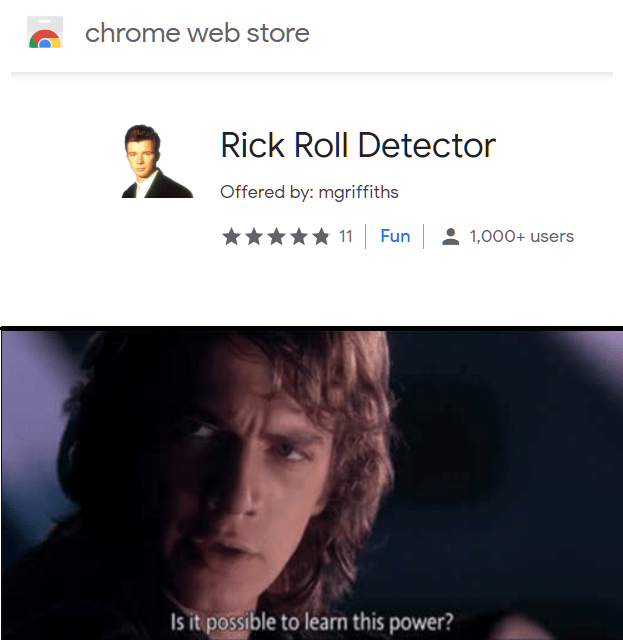 chrome web store
Rick Roll Detector
Offered by: mgriffiths
11 Fun 1,000+ users
Is it possible to learn this power?